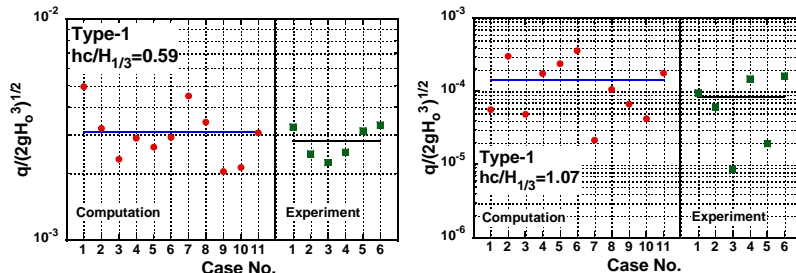 10⁻²
Type-1
hc/H₁/₃=0.59
q/(2gHₒ³)¹/²
Computation
Experiment
10⁻³
1 2 3 4 5 6 7 8 9 10 11 1 2 3 4 5 6
Case No.
10⁻³
10⁻⁴
q/(2gHₒ³)¹/²
10⁻⁵
Type-1
hc/H₁/₃=1.07
Computation
Experiment
10⁻⁶
1 2 3 4 5 6 7 8 9 10 11 1 2 3 4 5 6
Case No.